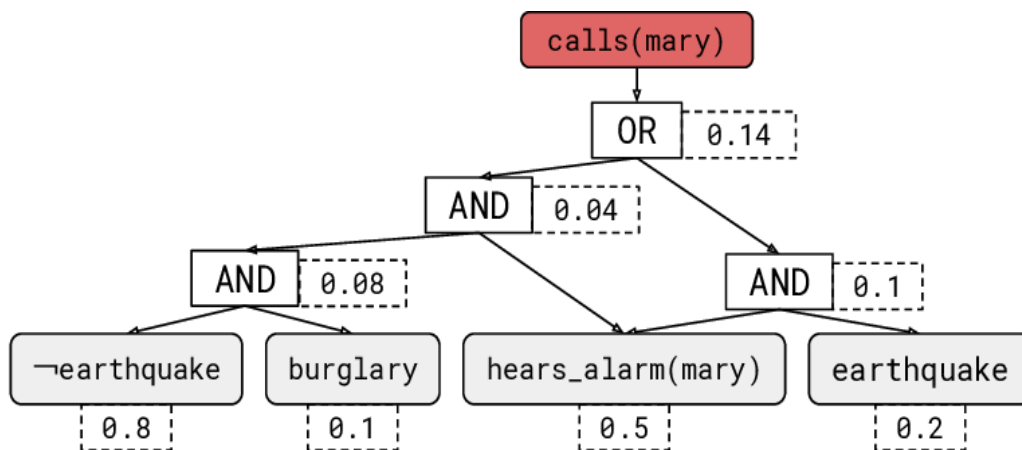 calls(mary)
OR
0.14
AND
0.04
AND
0.08
AND
0.1
¬earthquake
burglary
hears_alarm(mary)
earthquake
0.8
0.1
0.5
0.2